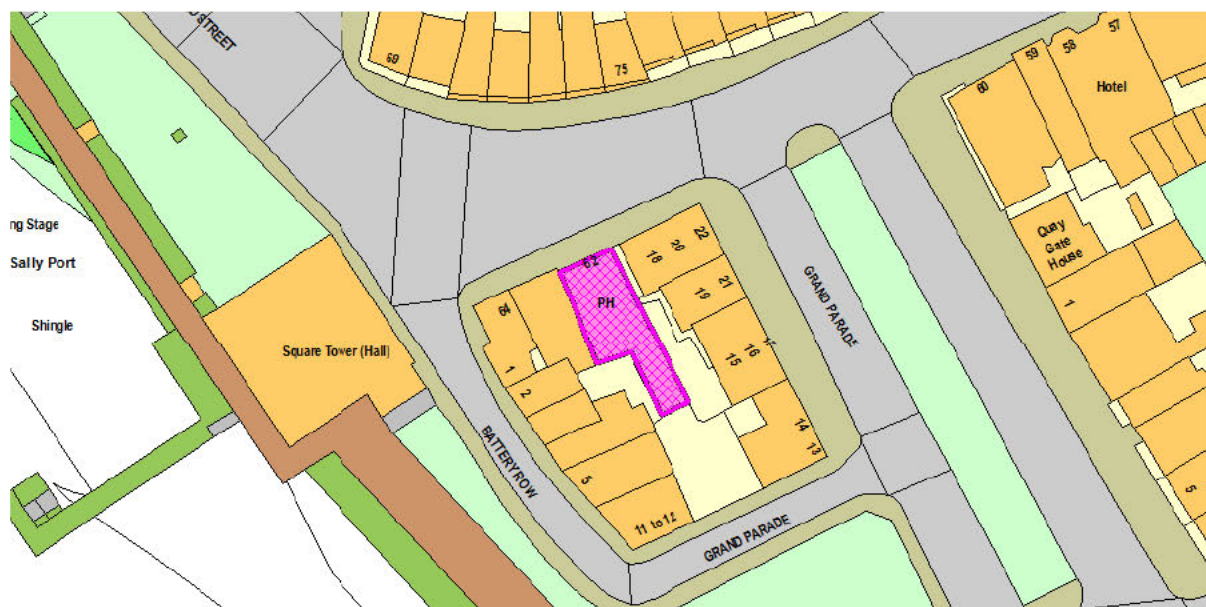 STREET
69
75
57
58
59
60
Hotel
ng Stage
Sally Port
Shingle
Square Tower (Hall)
62
PH
64
1
2
5
11 to 12
BATTERY ROW
18
20
22
19
21
15
16
14
13
GRAND PARADE
GRAND PARADE
Quay
Gate
House
1
5